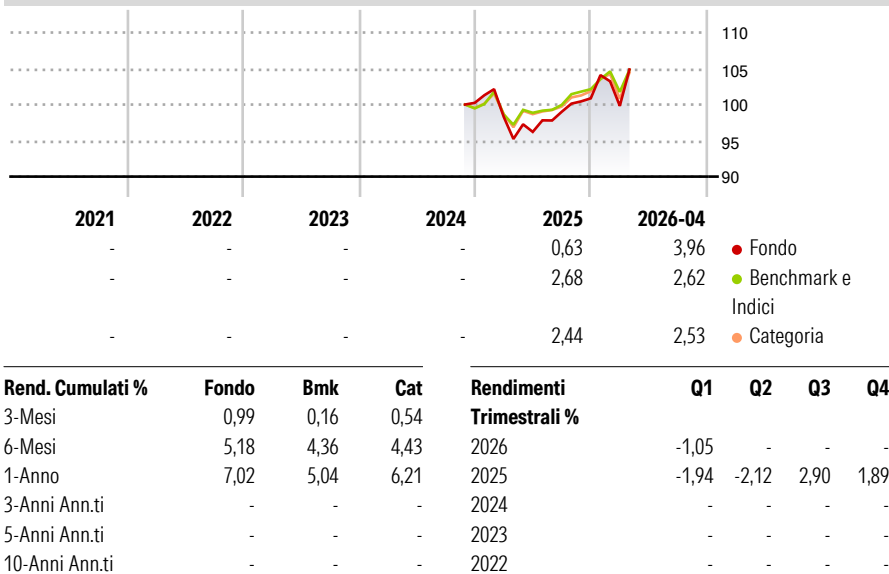 110
105
100
95
90
2021 2022 2023 2024 2025 2026-04
- - - - 0,63 3,96 Fondo
- - - - 2,68 2,62 Benchmark e
Indici
- - - - 2,44 2,53 Categoria
Rend. Cumulati % Fondo Bmk Cat
3-Mesi 0,99 0,16 0,54
6-Mesi 5,18 4,36 4,43
1-Anno 7,02 5,04 6,21
3-Anni Ann.ti - - -
5-Anni Ann.ti - - -
10-Anni Ann.ti - - -
Rendimenti Q1 Q2 Q3 Q4
Trimestrali %
2026 -1,05 - - -
2025 -1,94 -2,12 2,90 1,89
2024 - - - -
2023 - - - -
2022 - - - -